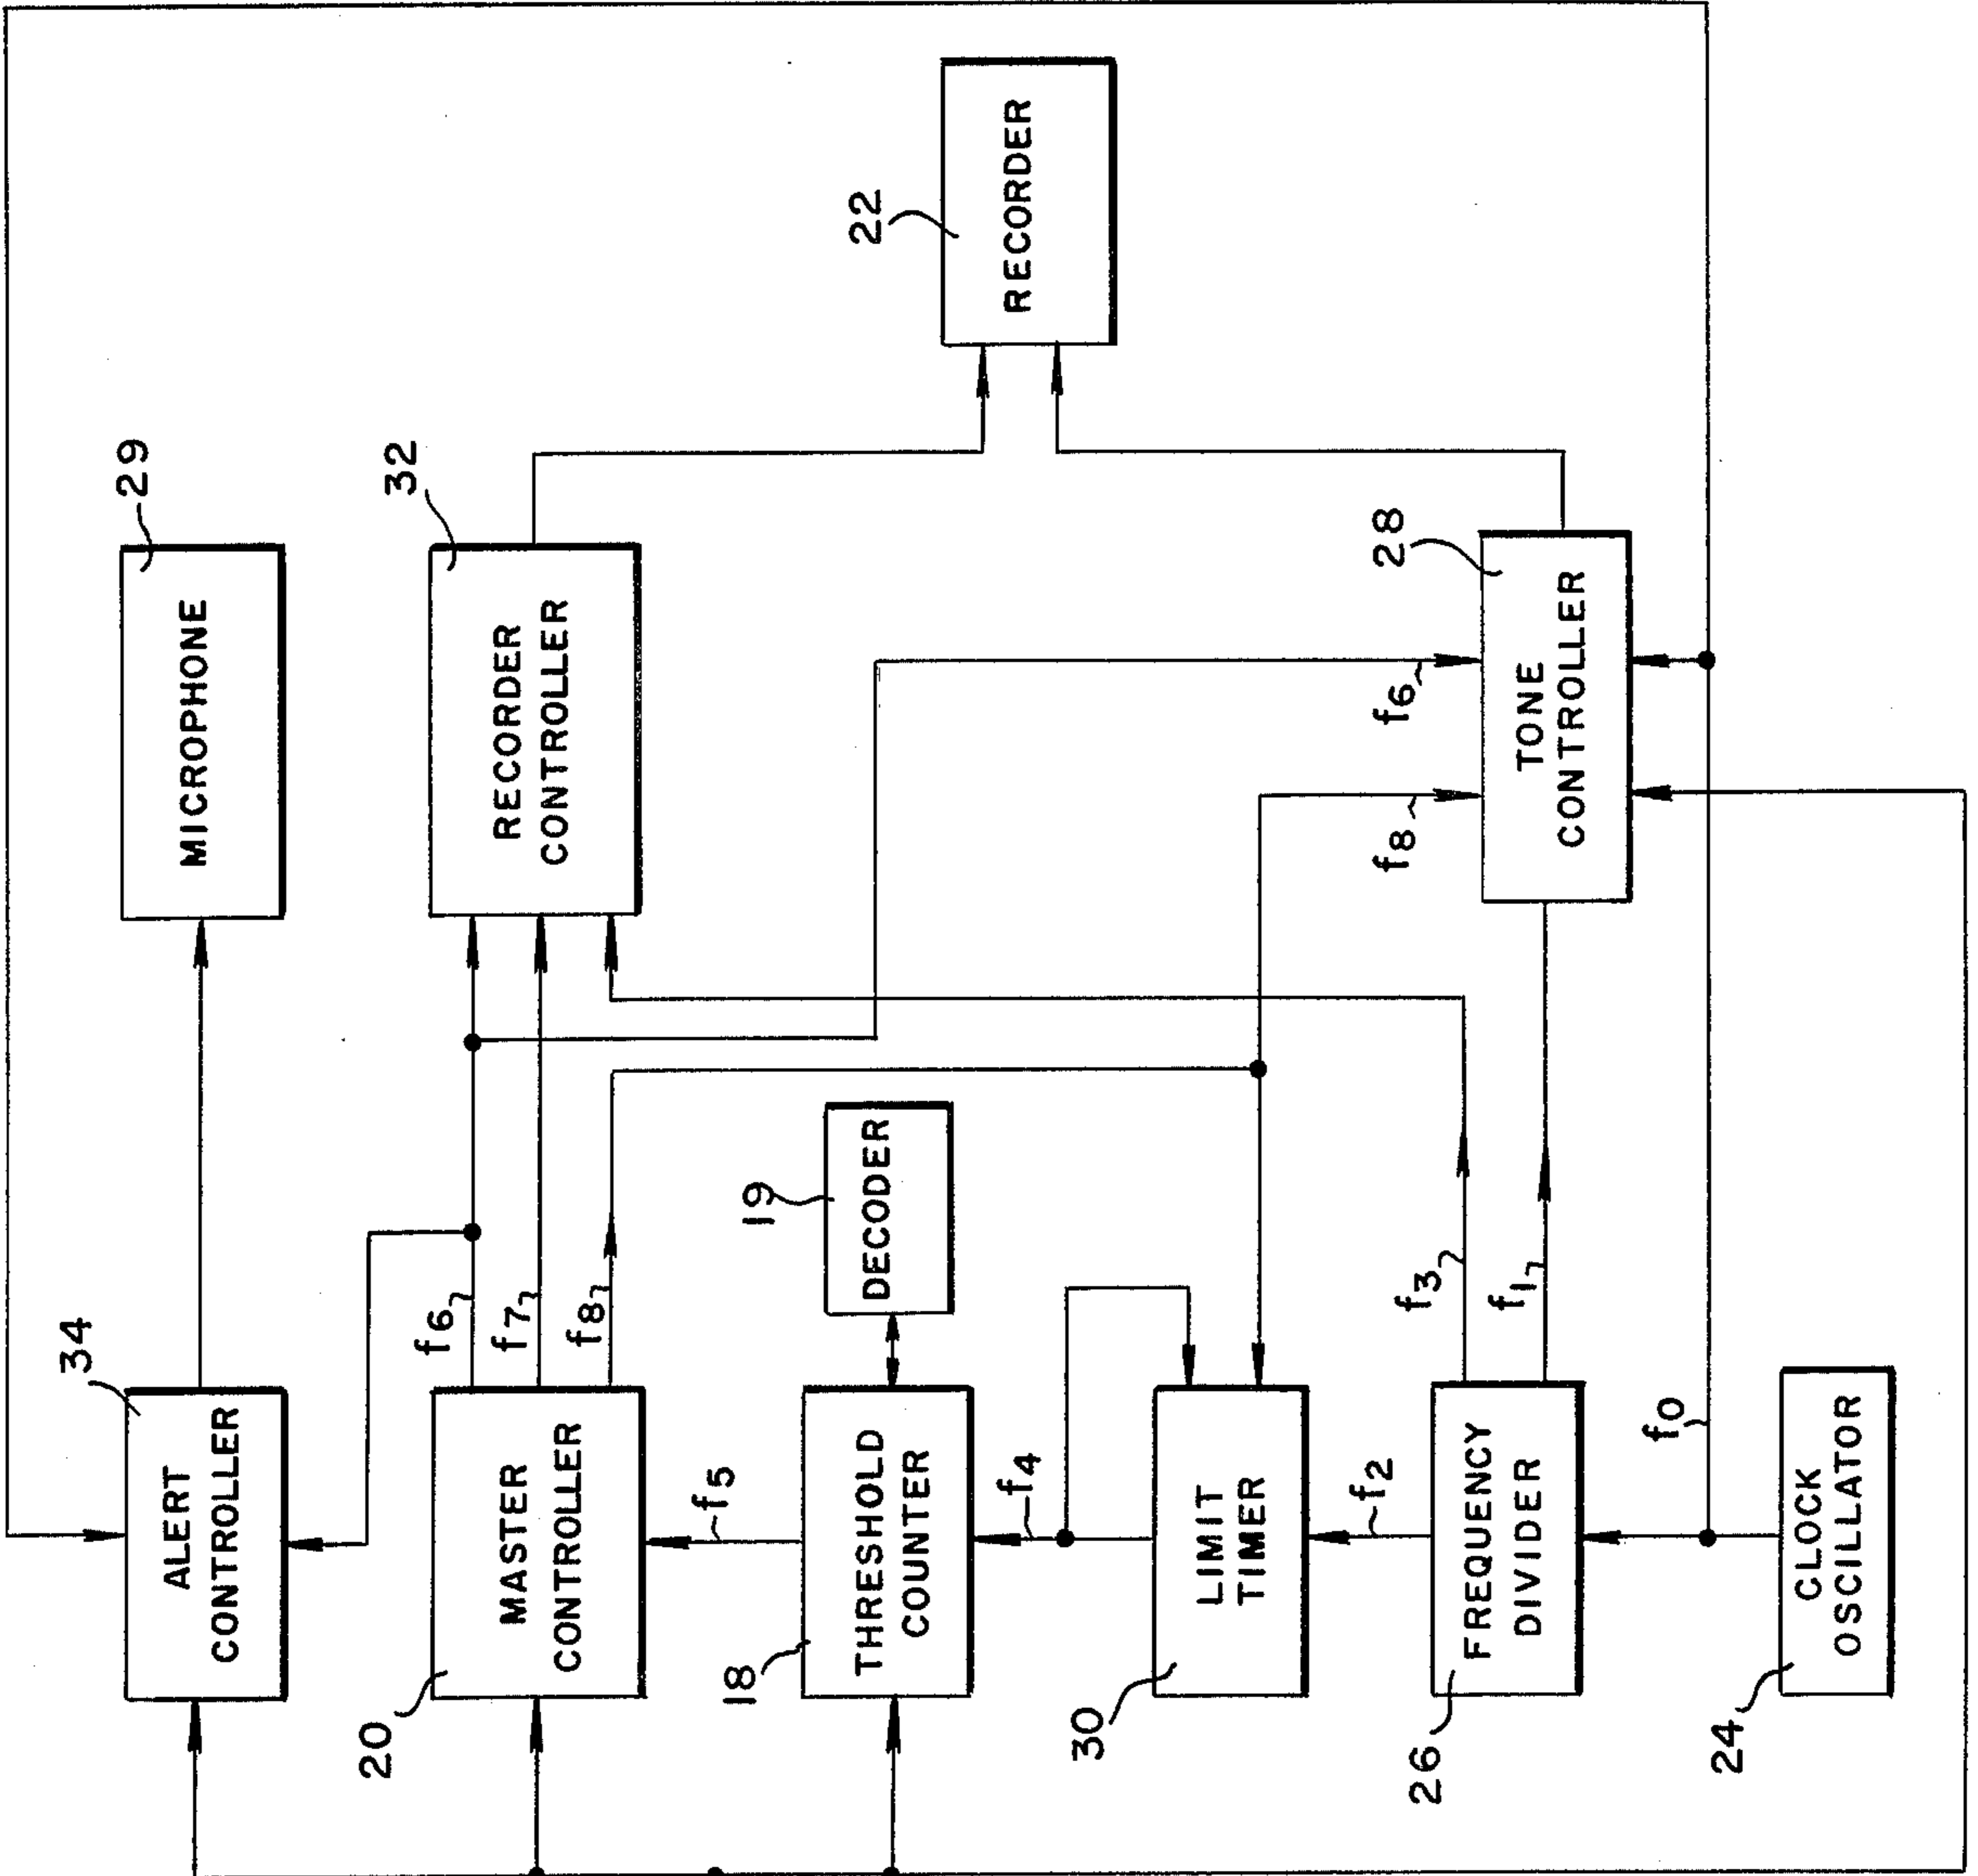 34
ALERT
CONTROLLER
29
MICROPHONE
20
MASTER
CONTROLLER
f6
f7
f8
32
RECORDER
CONTROLLER
22
RECORDER
18
THRESHOLD
COUNTER
19
DECODER
f5
f4
30
LIMIT
TIMER
f2
26
FREQUENCY
DIVIDER
f3
f1
f8
f6
28
TONE
CONTROLLER
f0
24
CLOCK
OSCILLATOR